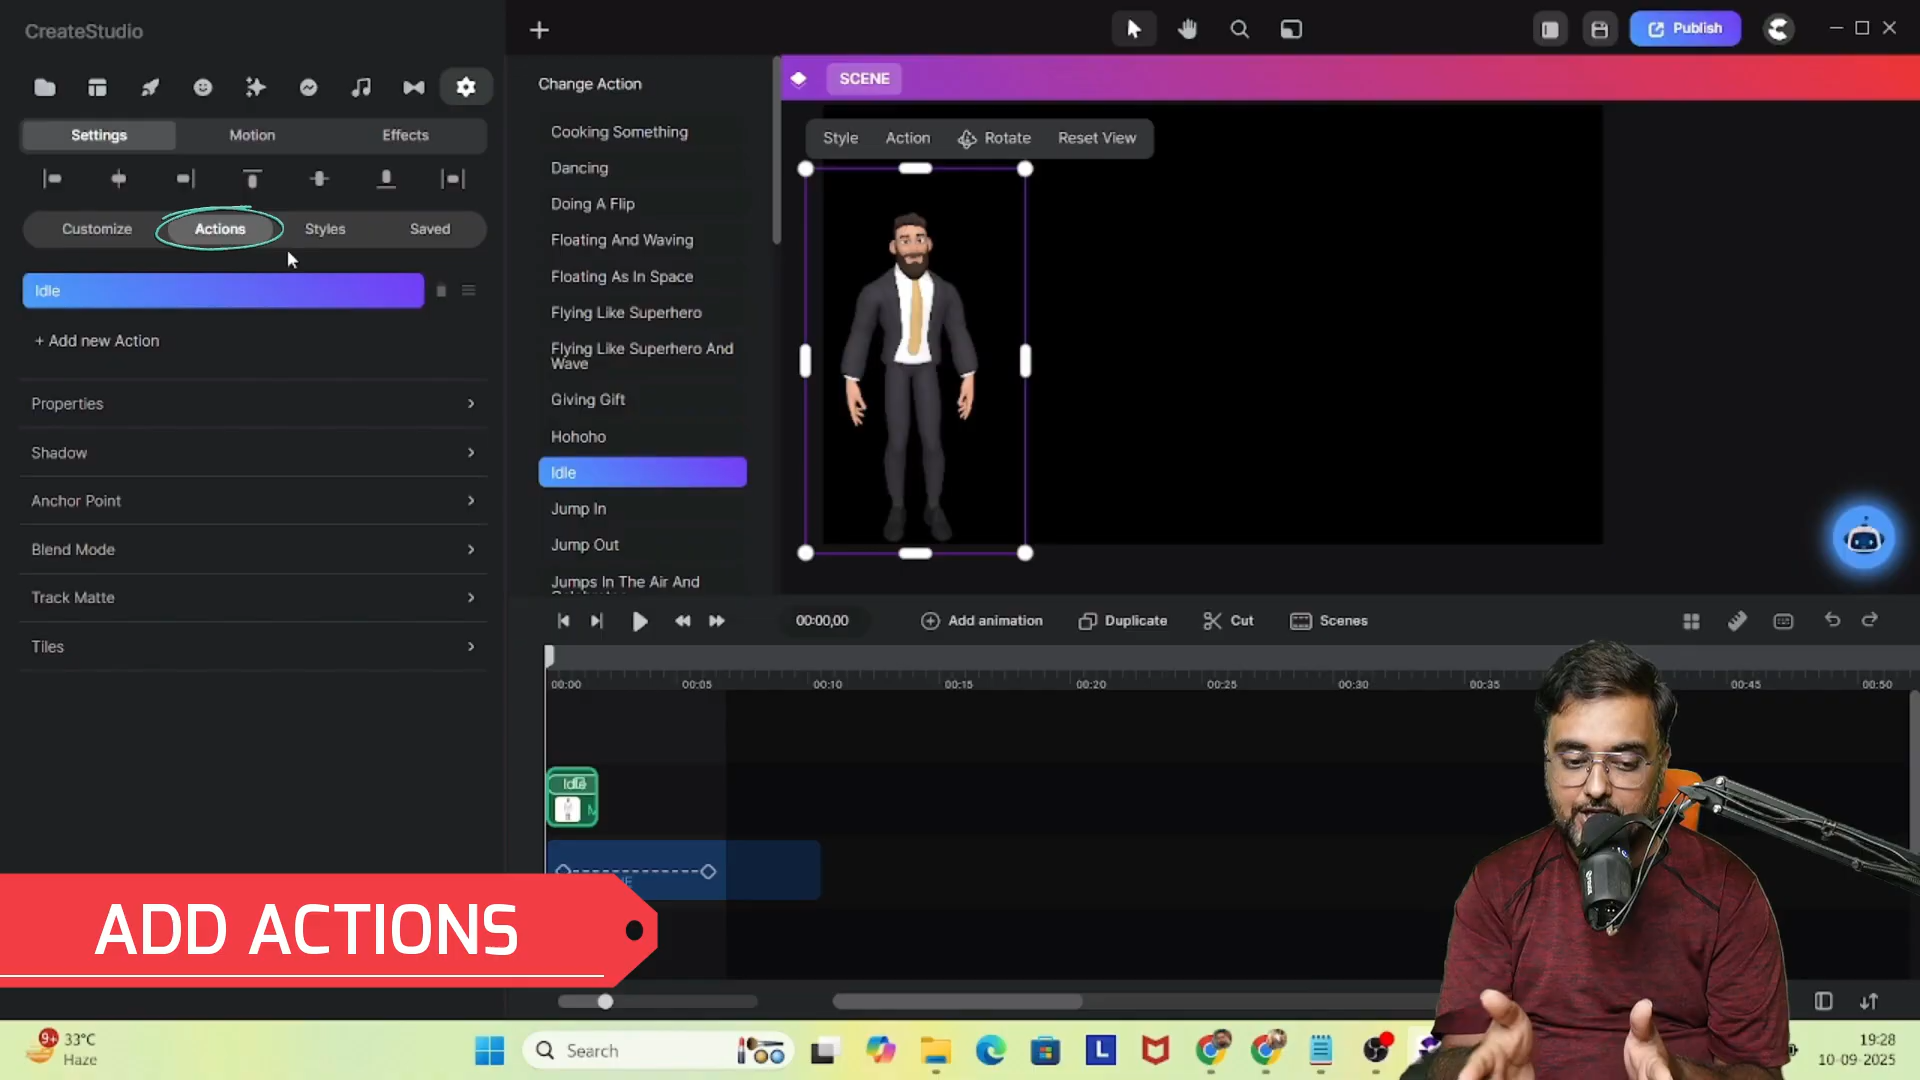 CreateStudio
Publish
Change Action
SCENE
Settings
Motion
Effects
Style
Action
Rotate
Reset View
Customize
Actions
Styles
Saved
Idle
+ Add new Action
Properties
Shadow
Anchor Point
Blend Mode
Track Matte
Tiles
Cooking Something
Dancing
Doing A Flip
Floating And Waving
Floating As In Space
Flying Like Superhero
Flying Like Superhero And
Wave
Giving Gift
Hohoho
Idle
Jump In
Jump Out
Jumps In The Air And
00:00,00
Add animation
Duplicate
Cut
Scenes
00:00
00:05
00:10
00:15
00:20
00:25
00:30
00:35
00:45
00:50
Idle
ADD ACTIONS
9+
33°C
Haze
Search
L
19:28
10-09-2025